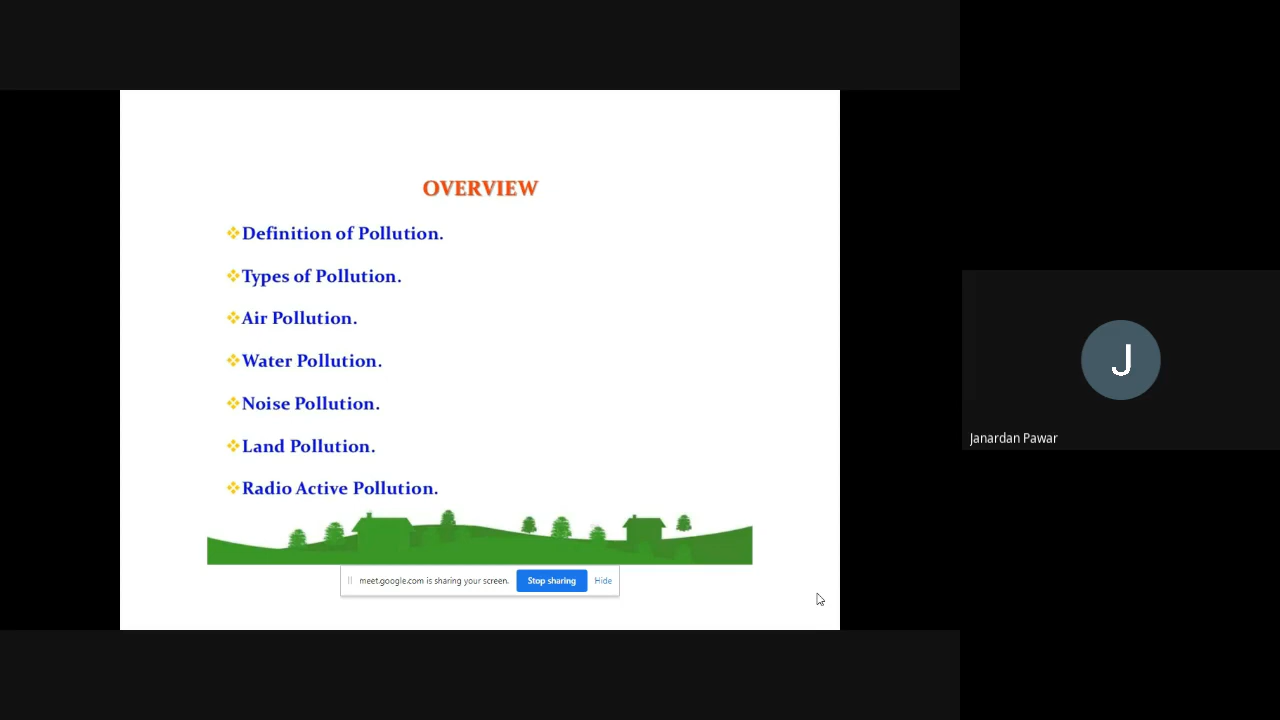 OVERVIEW
Definition of Pollution.
Types of Pollution.
Air Pollution.
Water Pollution.
Noise Pollution.
Land Pollution.
Radio Active Pollution.
meet.google.com is sharing your screen. Stop sharing Hide
J
Janardan Pawar